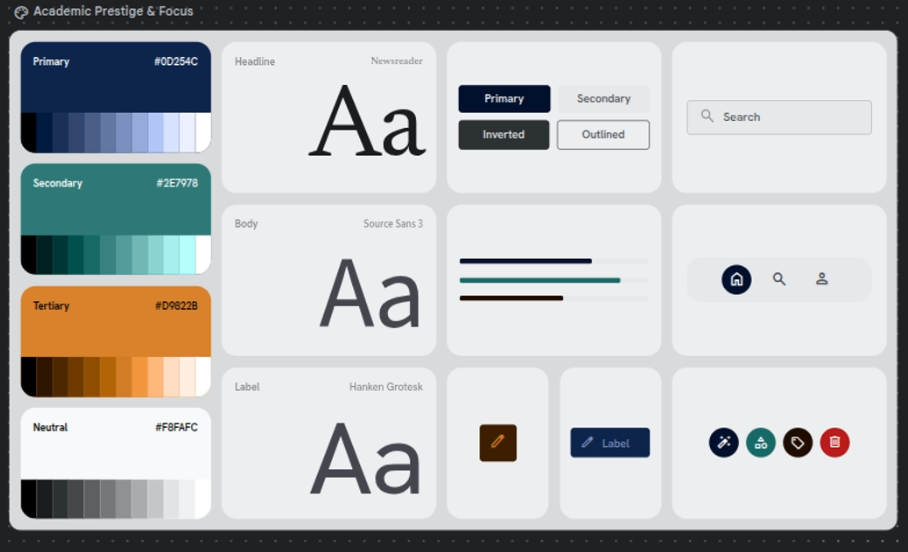 Academic Prestige & Focus
Primary #0D254C
Secondary #2E7978
Tertiary #D9822B
Neutral #F8FAFC
Headline Newsreader
Aa
Body Source Sans 3
Aa
Label Hanken Grotesk
Aa
Primary Secondary
Inverted Outlined
Search
Label